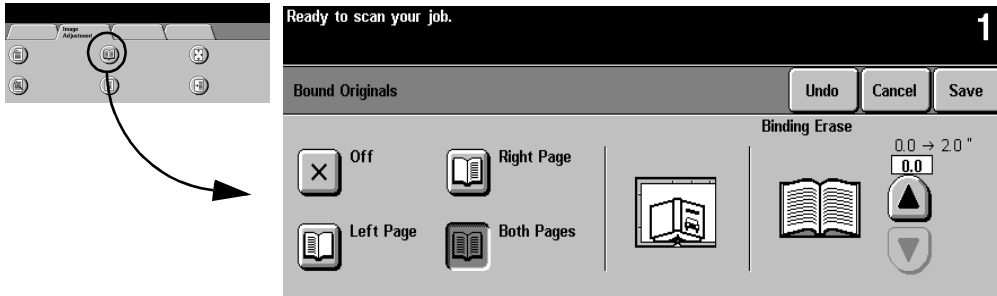 Image
Adjustment
Ready to scan your job.
1
Bound Originals
Undo
Cancel
Save
Off
Right Page
Left Page
Both Pages
Binding Erase
0.0 → 2.0 "
0.0